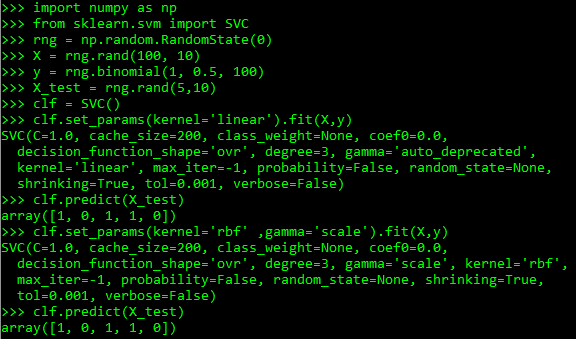 >>> import numpy as np
>>> from sklearn.svm import SVC
>>> rng = np.random.RandomState(0)
>>> X = rng.rand(100, 10)
>>> y = rng.binomial(1, 0.5, 100)
>>> X_test = rng.rand(5,10)
>>> clf = SVC()
>>> clf.set_params(kernel='linear').fit(X,y)
SVC(C=1.0, cache_size=200, class_weight=None, coef0=0.0,
  decision_function_shape='ovr', degree=3, gamma='auto_deprecated',
  kernel='linear', max_iter=-1, probability=False, random_state=None,
  shrinking=True, tol=0.001, verbose=False)
>>> clf.predict(X_test)
array([1, 0, 1, 1, 0])
>>> clf.set_params(kernel='rbf' ,gamma='scale').fit(X,y)
SVC(C=1.0, cache_size=200, class_weight=None, coef0=0.0,
  decision_function_shape='ovr', degree=3, gamma='scale', kernel='rbf',
  max_iter=-1, probability=False, random_state=None, shrinking=True,
  tol=0.001, verbose=False)
>>> clf.predict(X_test)
array([1, 0, 1, 1, 0])